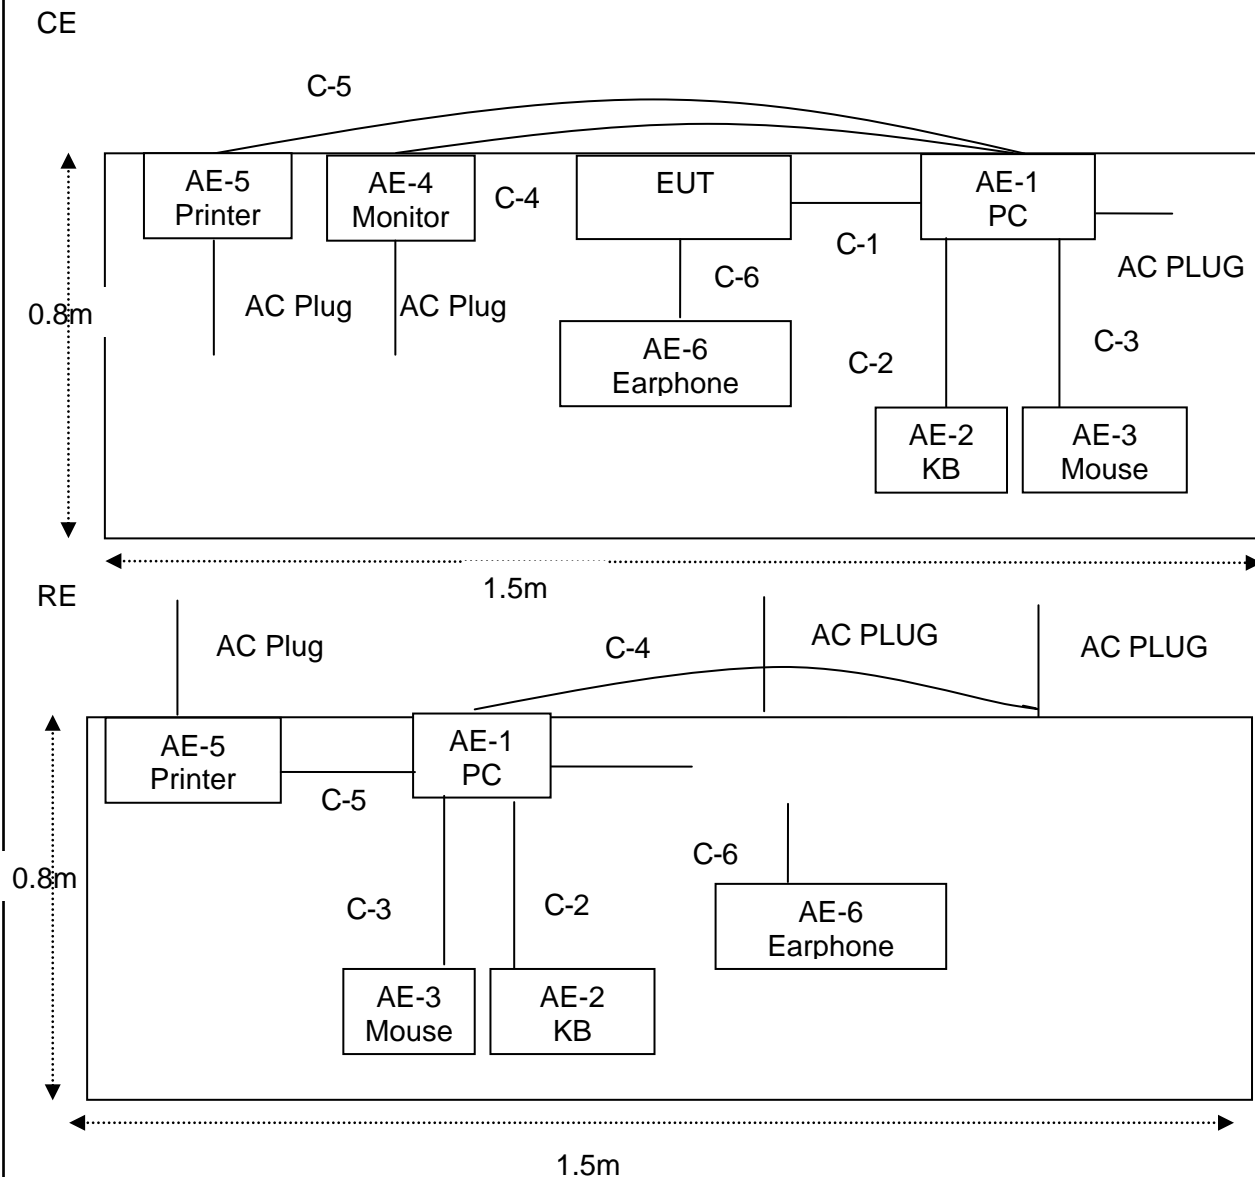 CE
C-5
AE-5
Printer
AE-4
Monitor
C-4
EUT
C-1
AE-1
PC
AC PLUG
C-6
AC Plug
AC Plug
0.8m
AE-6
Earphone
C-2
C-3
AE-2
KB
AE-3
Mouse
1.5m
RE
AC Plug
C-4
AC PLUG
AC PLUG
AE-5
Printer
C-5
AE-1
PC
0.8m
C-3
C-2
C-6
AE-6
Earphone
AE-3
Mouse
AE-2
KB
1.5m